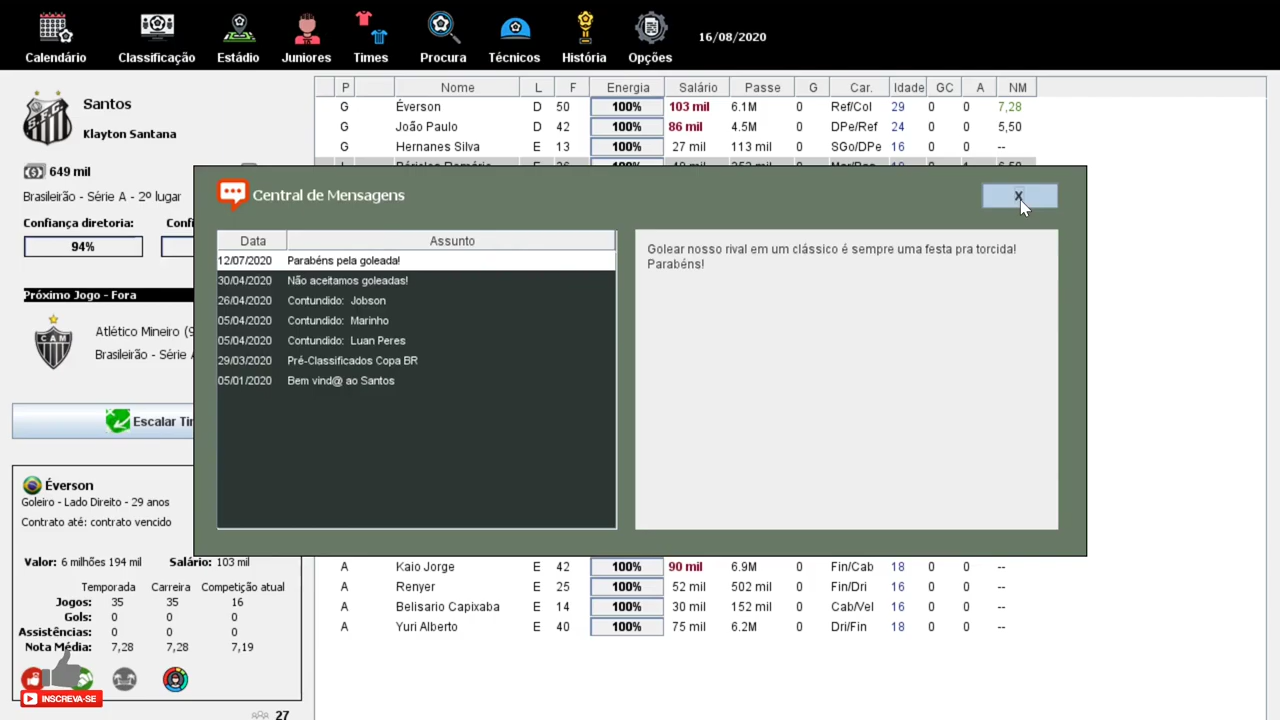 Calendário Classificação Estádio Juniores Times Procura Técnicos História Opções 16/08/2020
Santos
Klayton Santana
649 mil
Brasileirão - Série A - 2º lugar
Confiança diretoria:
94%
Próximo Jogo - Fora
Atlético Mineiro
Brasileirão - Série
Escalar
P Nome L F Energia Salário Passe G Car. Idade GC A NM
G Éverson D 50 100% 103 mil 6.1M 0 Ref/Col 29 0 0 7,28
G João Paulo D 42 100% 86 mil 4.5M 0 DPe/Ref 24 0 0 5,50
G Hernanes Silva E 13 100% 27 mil 113 mil 0 SGo/DPe 16 0 0 --
Central de Mensagens
X
Data Assunto
12/07/2020 Parabéns pela goleada!
30/04/2020 Não aceitamos goleadas!
26/04/2020 Contundido: Jobson
05/04/2020 Contundido: Marinho
05/04/2020 Contundido: Luan Peres
29/03/2020 Pré-Classificados Copa BR
05/01/2020 Bem vind@ ao Santos
Golear nosso rival em um clássico é sempre uma festa pra torcida!
Parabéns!
A Kaio Jorge E 42 100% 90 mil 6.9M 0 Fin/Cab 18 0 0 --
A Renyer E 25 100% 52 mil 502 mil 0 Fin/Dri 16 0 0 --
A Belisario Capixaba E 14 100% 30 mil 152 mil 0 Cab/Vel 16 0 0 --
A Yuri Alberto E 40 100% 75 mil 6.2M 0 Dri/Fin 18 0 0 --
Éverson
Goleiro - Lado Direito - 29 anos
Contrato até: contrato vencido
Valor: 6 milhões 194 mil Salário: 103 mil
Temporada Carreira Competição atual
Jogos: 35 35 16
Gols: 0 0 0
Assistências: 0 0 0
Nota Média: 7,28 7,28 7,19
INSCREVA-SE
27